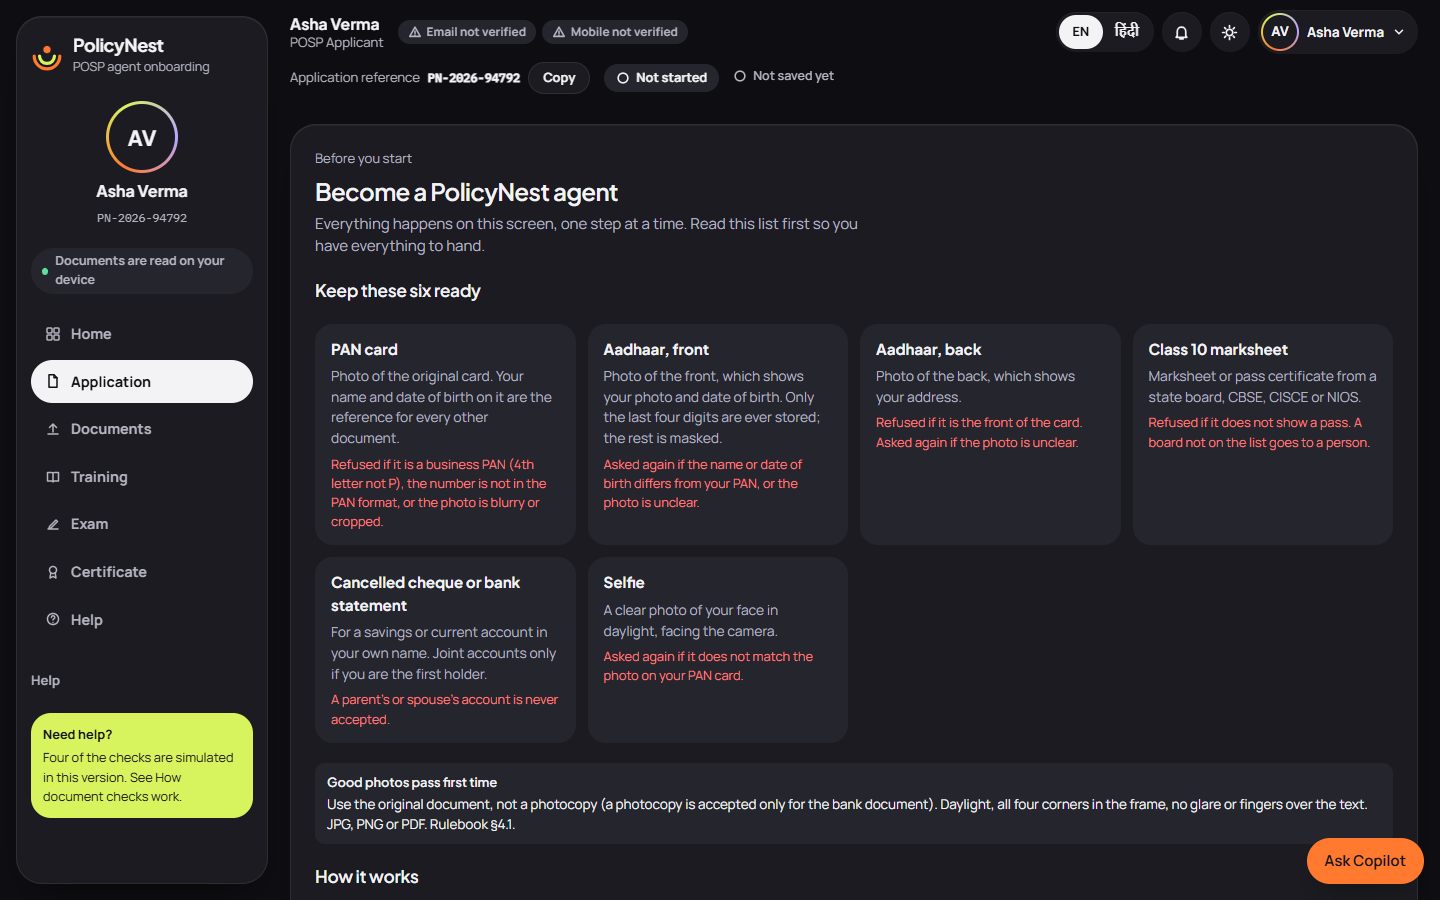 PolicyNest
POSP agent onboarding
AV
Asha Verma
PN-2026-94792
Documents are read on your
device
Home
Application
Documents
Training
Exam
Certificate
Help
Help
Need help?
Four of the checks are simulated
in this version. See How
document checks work.
Asha Verma
POSP Applicant
Email not verified
Mobile not verified
EN
हिंदी
AV
Asha Verma
Application reference PN-2026-94792
Copy
Not started
Not saved yet
Before you start
Become a PolicyNest agent
Everything happens on this screen, one step at a time. Read this list first so you
have everything to hand.
Keep these six ready
PAN card
Photo of the original card. Your
name and date of birth on it are the
reference for every other
document.
Refused if it is a business PAN (4th
letter not P), the number is not in the
PAN format, or the photo is blurry or
cropped.
Aadhaar, front
Photo of the front, which shows
your photo and date of birth. Only
the last four digits are ever stored;
the rest is masked.
Asked again if the name or date of
birth differs from your PAN, or the
photo is unclear.
Aadhaar, back
Photo of the back, which shows
your address.
Refused if it is the front of the card.
Asked again if the photo is unclear.
Class 10 marksheet
Marksheet or pass certificate from a
state board, CBSE, CISCE or NIOS.
Refused if it does not show a pass. A
board not on the list goes to a person.
Cancelled cheque or bank
statement
For a savings or current account in
your own name. Joint accounts only
if you are the first holder.
A parent's or spouse's account is never
accepted.
Selfie
A clear photo of your face in
daylight, facing the camera.
Asked again if it does not match the
photo on your PAN card.
Good photos pass first time
Use the original document, not a photocopy (a photocopy is accepted only for the bank document). Daylight, all four corners in the frame, no glare or fingers over the text.
JPG, PNG or PDF. Rulebook §4.1.
How it works
Ask Copilot